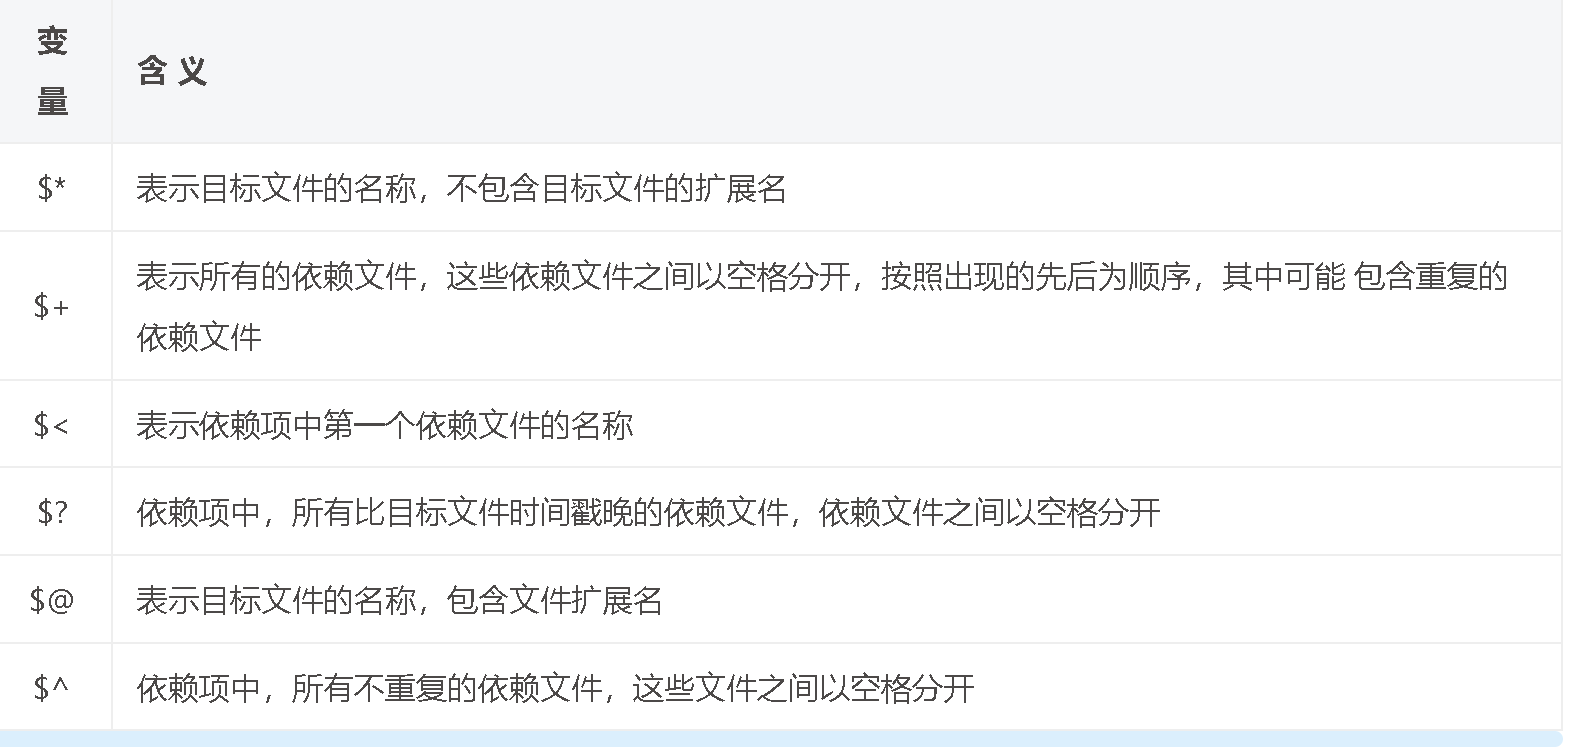 变
量
含 义
$*
表示目标文件的名称，不包含目标文件的扩展名
$+
表示所有的依赖文件，这些依赖文件之间以空格分开，按照出现的先后为顺序，其中可能 包含重复的
依赖文件
$<
表示依赖项中第一个依赖文件的名称
$?
依赖项中，所有比目标文件时间戳晚的依赖文件，依赖文件之间以空格分开
$@
表示目标文件的名称，包含文件扩展名
$^
依赖项中，所有不重复的依赖文件，这些文件之间以空格分开